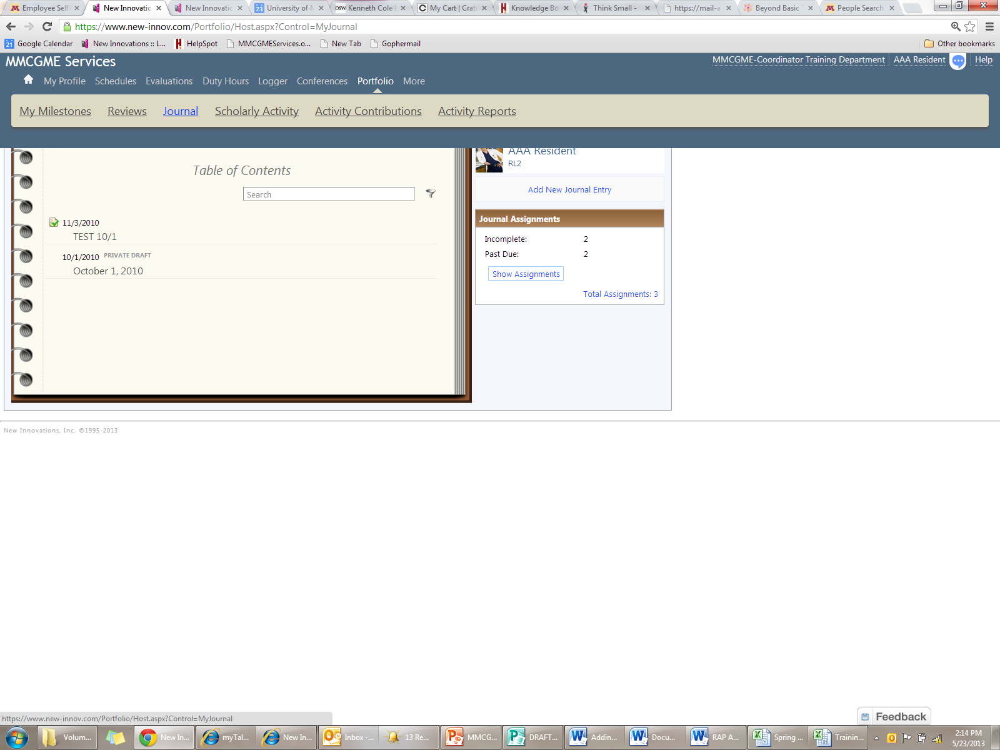 Employee Self
New Innovatio
New Innovatio
University of M
DSW Kenneth Cole
C My Cart | Crat
Knowledge Bo
Think Small -
https://mail-a
Beyond Basic
People Search
https://www.new-innov.com/Portfolio/Host.aspx?Control=MyJournal
21 Google Calendar New Innovations :: L... HelpSpot MMCGMEServices.o... New Tab Gophermail Other bookmarks
MMCGME Services
MMCGME-Coordinator Training Department AAA Resident Help
My Profile Schedules Evaluations Duty Hours Logger Conferences Portfolio More
My Milestones Reviews Journal Scholarly Activity Activity Contributions Activity Reports
Table of Contents
Search
11/3/2010
TEST 10/1
10/1/2010 PRIVATE DRAFT
October 1, 2010
AAA Resident
RL2
Add New Journal Entry
Journal Assignments
Incomplete: 2
Past Due: 2
Show Assignments
Total Assignments: 3
New Innovations, Inc. ©1995-2013
https://www.new-innov.com/Portfolio/Host.aspx?Control=MyJournal
Feedback
Volum... New In... myTal... New In... Inbox -... 13 Re... MMCG... DRAFT... Addin... Docu... RAP A... Spring ... Trainin...
2:14 PM
5/23/2013